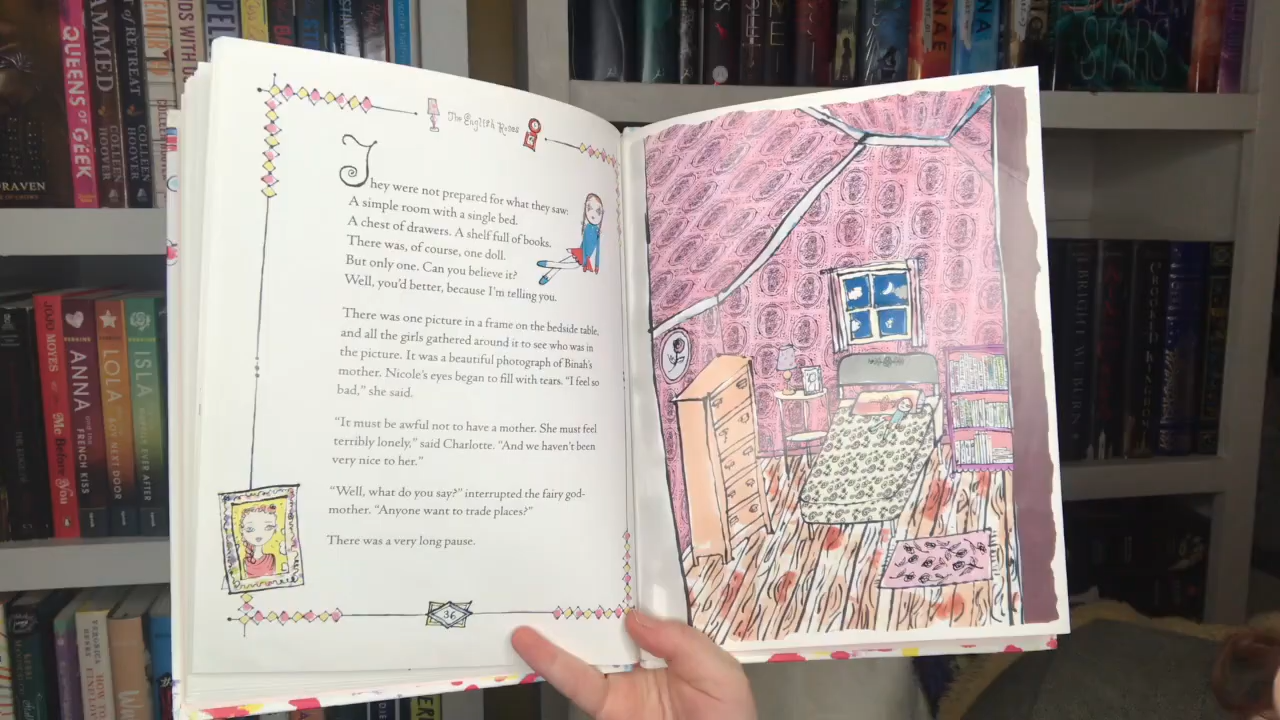 The English Roses
They were not prepared for what they saw:
A simple room with a single bed.
A chest of drawers. A shelf full of books.
There was, of course, one doll.
But only one. Can you believe it?
Well, you'd better, because I'm telling you.
There was one picture in a frame on the bedside table,
and all the girls gathered around it to see who was in
the picture. It was a beautiful photograph of Binah's
mother. Nicole's eyes began to fill with tears. "I feel so
bad," she said.
"It must be awful not to have a mother. She must feel
terribly lonely," said Charlotte. "And we haven't been
very nice to her."
"Well, what do you say?" interrupted the fairy god-
mother. "Anyone want to trade places?"
There was a very long pause.
36
RAVEN
QUEENS OF GEEK
RETREAT
COLLEEN HOOVER
COLLEEN HOOVER
JOJO MOYES
Me Before You
ANNA AND THE FRENCH KISS
LOLA AND THE BOY NEXT DOOR
ISLA AND THE HAPPILY EVER AFTER
STARS
BRIGHT WE BURN
CROOKED KINGDOM